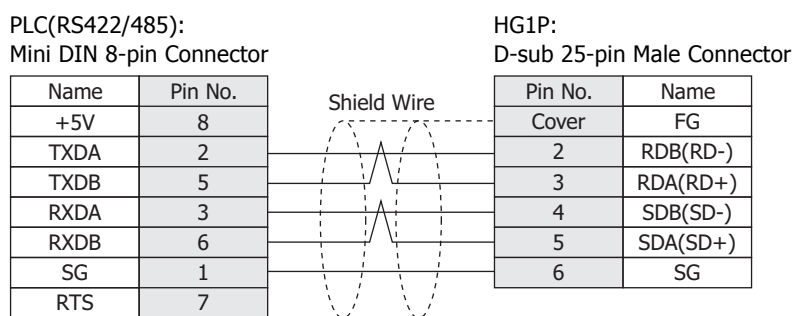 PLC(RS422/485):
Mini DIN 8-pin Connector
HG1P:
D-sub 25-pin Male Connector
Name Pin No. Shield Wire Pin No. Name
+5V 8 Cover FG
TXDA 2 2 RDB(RD-)
TXDB 5 3 RDA(RD+)
RXDA 3 4 SDB(SD-)
RXDB 6 5 SDA(SD+)
SG 1 6 SG
RTS 7